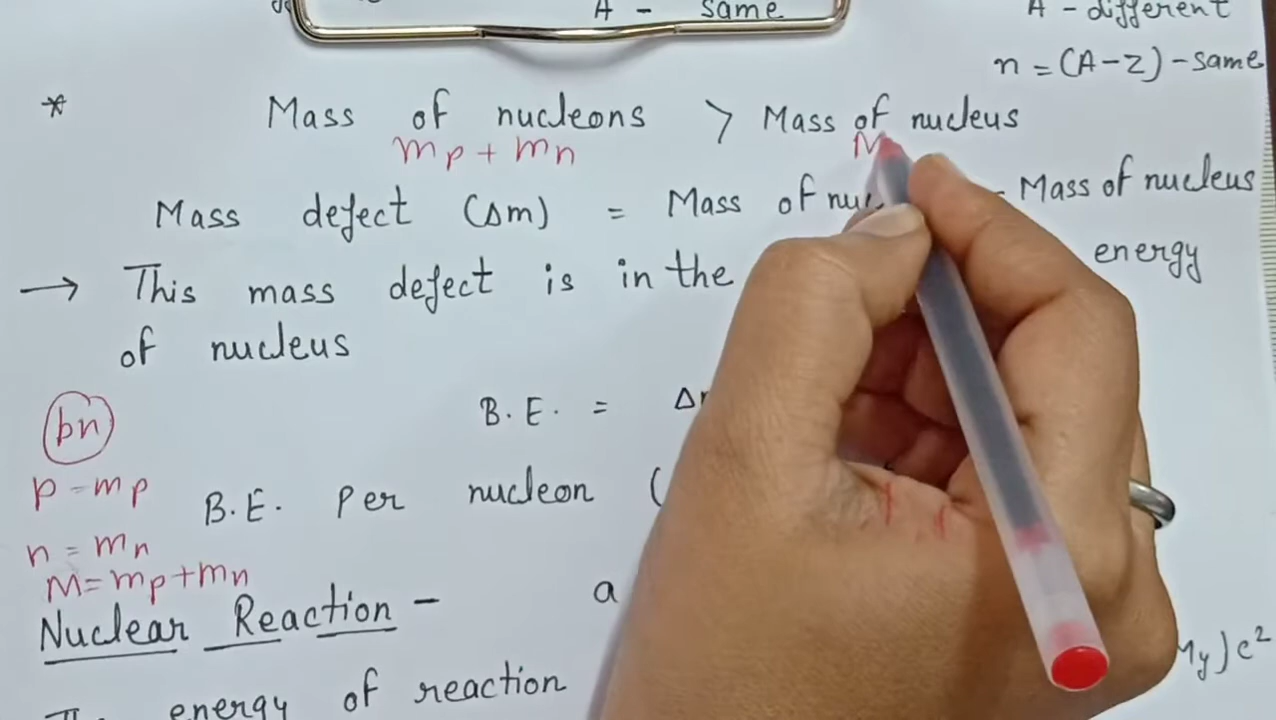 A - Same
A - different
n = (A-Z) - same
* Mass of nucleons > Mass of nucleus
mp + mn M
Mass defect (Δm) = Mass of - Mass of nucleus
→ This mass defect is in the energy
of nucleus
pn
B.E. = Δ
p - mp
B.E. Per nucleon (
n = mn
M = mp + mn
Nuclear Reaction - a
My)c²
energy of reaction